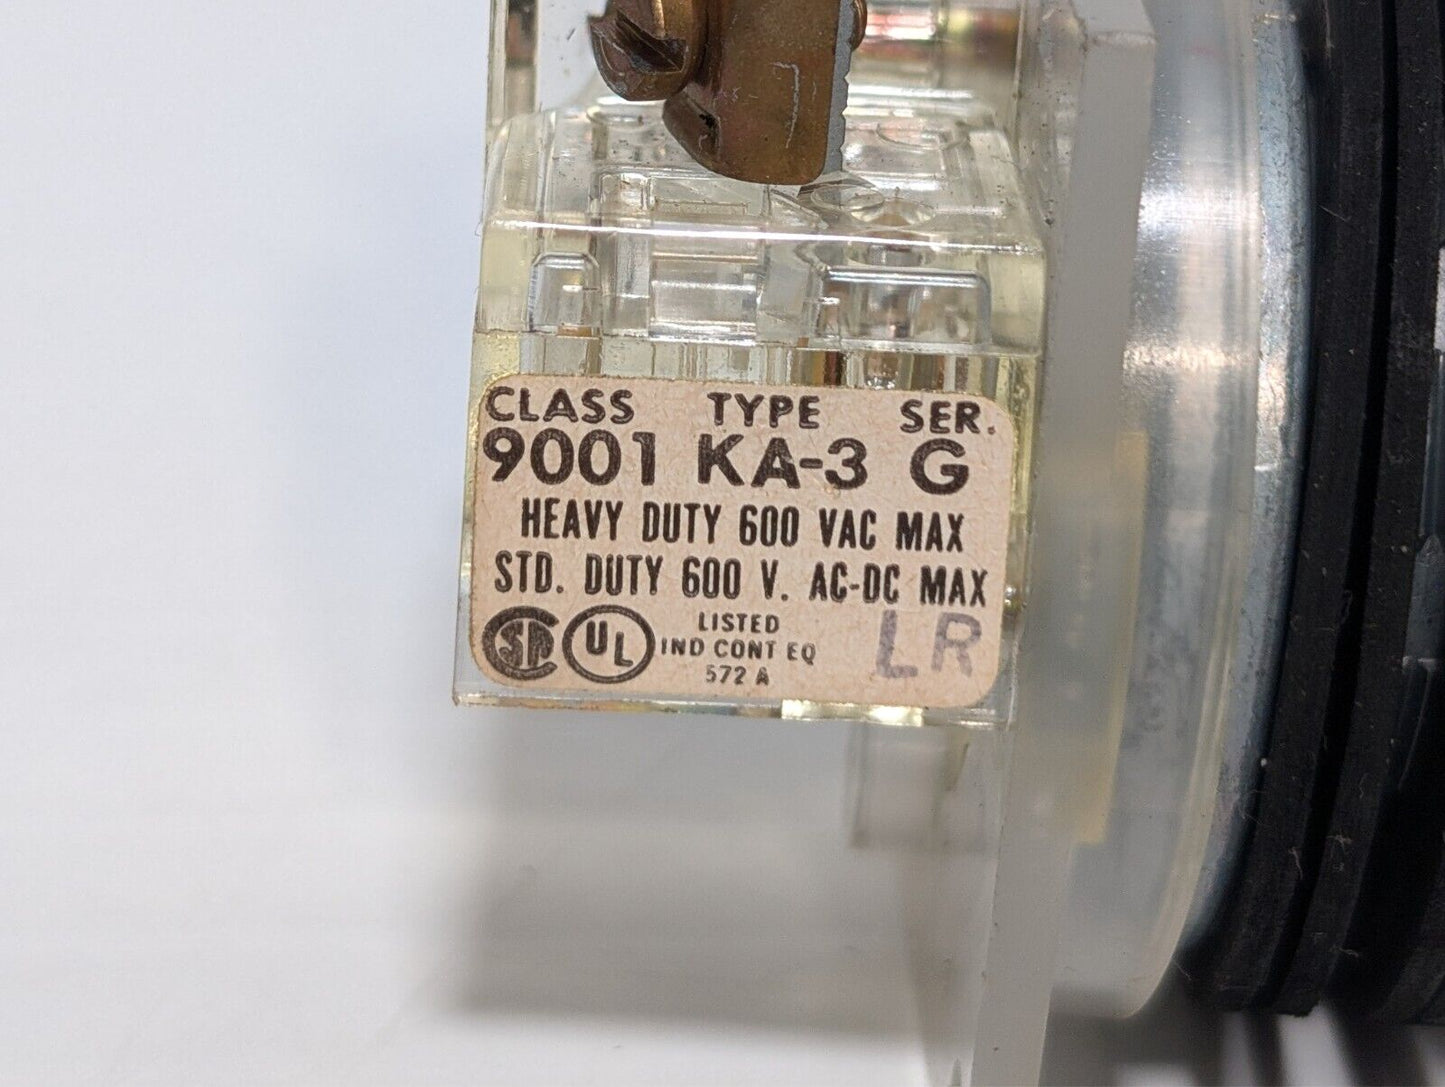 CLASS TYPE SER.
9001 KA-3 G
HEAVY DUTY 600 VAC MAX
STD. DUTY 600 V. AC-DC MAX
SA UL LISTED
IND CONT EQ
572 A
LR